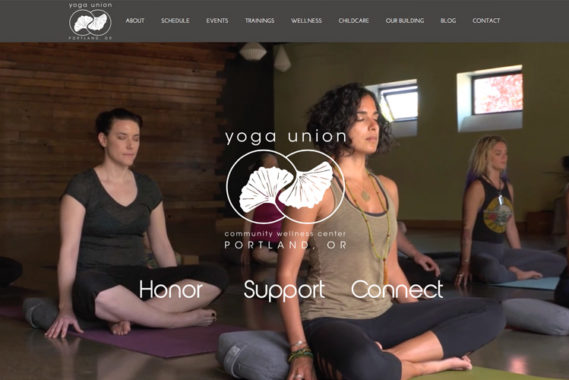 yoga union
PORTLAND, OR
ABOUT SCHEDULE EVENTS TRAININGS WELLNESS CHILDCARE OUR BUILDING BLOG CONTACT
yoga union
community wellness center
PORTLAND, OR
Honor Support Connect